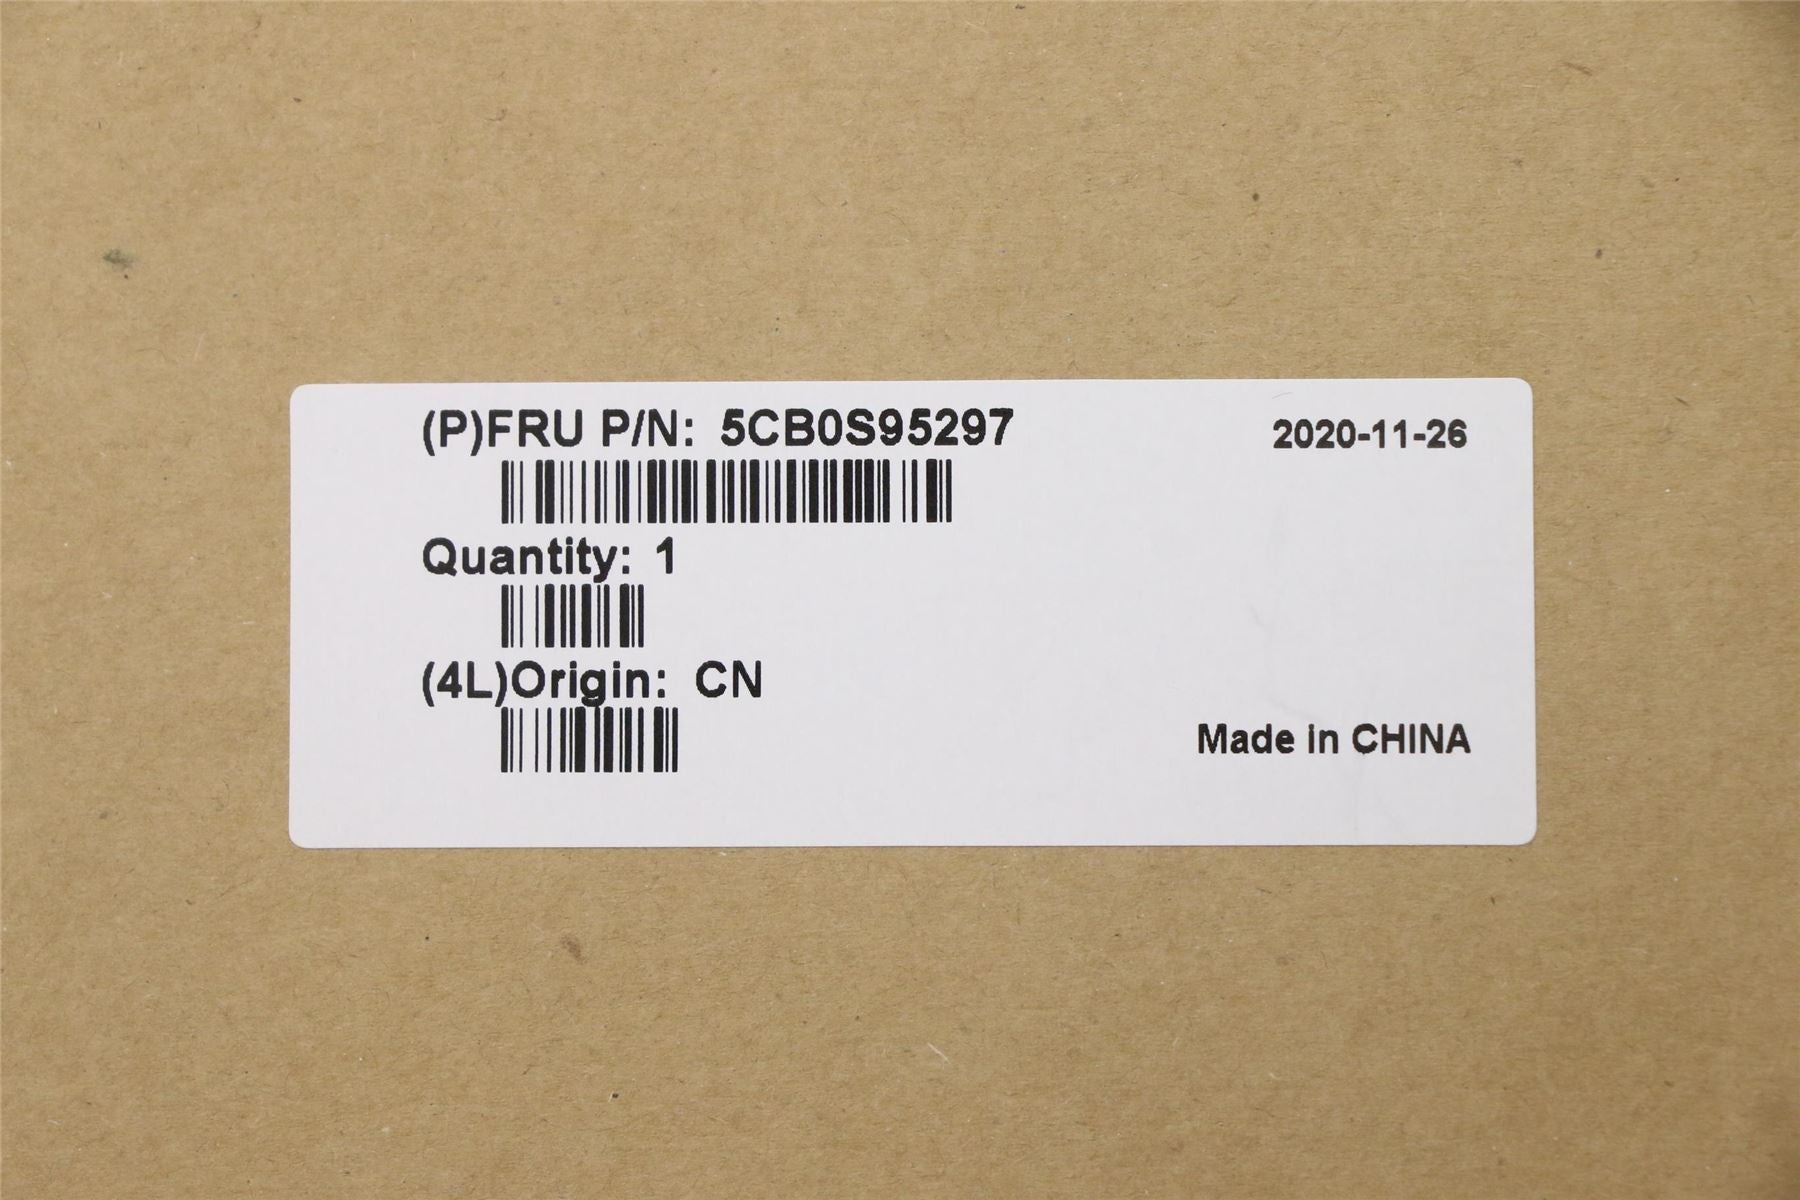 (P)FRU P/N: 5CB0S95297
2020-11-26
Quantity: 1
(4L)Origin: CN
Made in CHINA